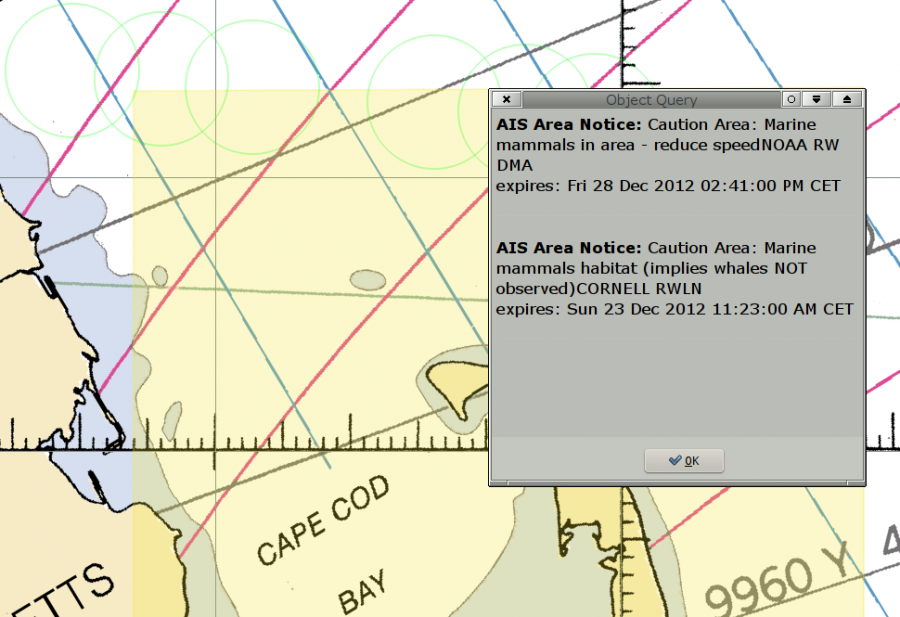 Object Query
AIS Area Notice: Caution Area: Marine
mammals in area - reduce speedNOAA RW
DMA
expires: Fri 28 Dec 2012 02:41:00 PM CET
AIS Area Notice: Caution Area: Marine
mammals habitat (implies whales NOT
observed)CORNELL RWLN
expires: Sun 23 Dec 2012 11:23:00 AM CET
OK
CAPE COD
BAY
ETTS
9960 Y 4